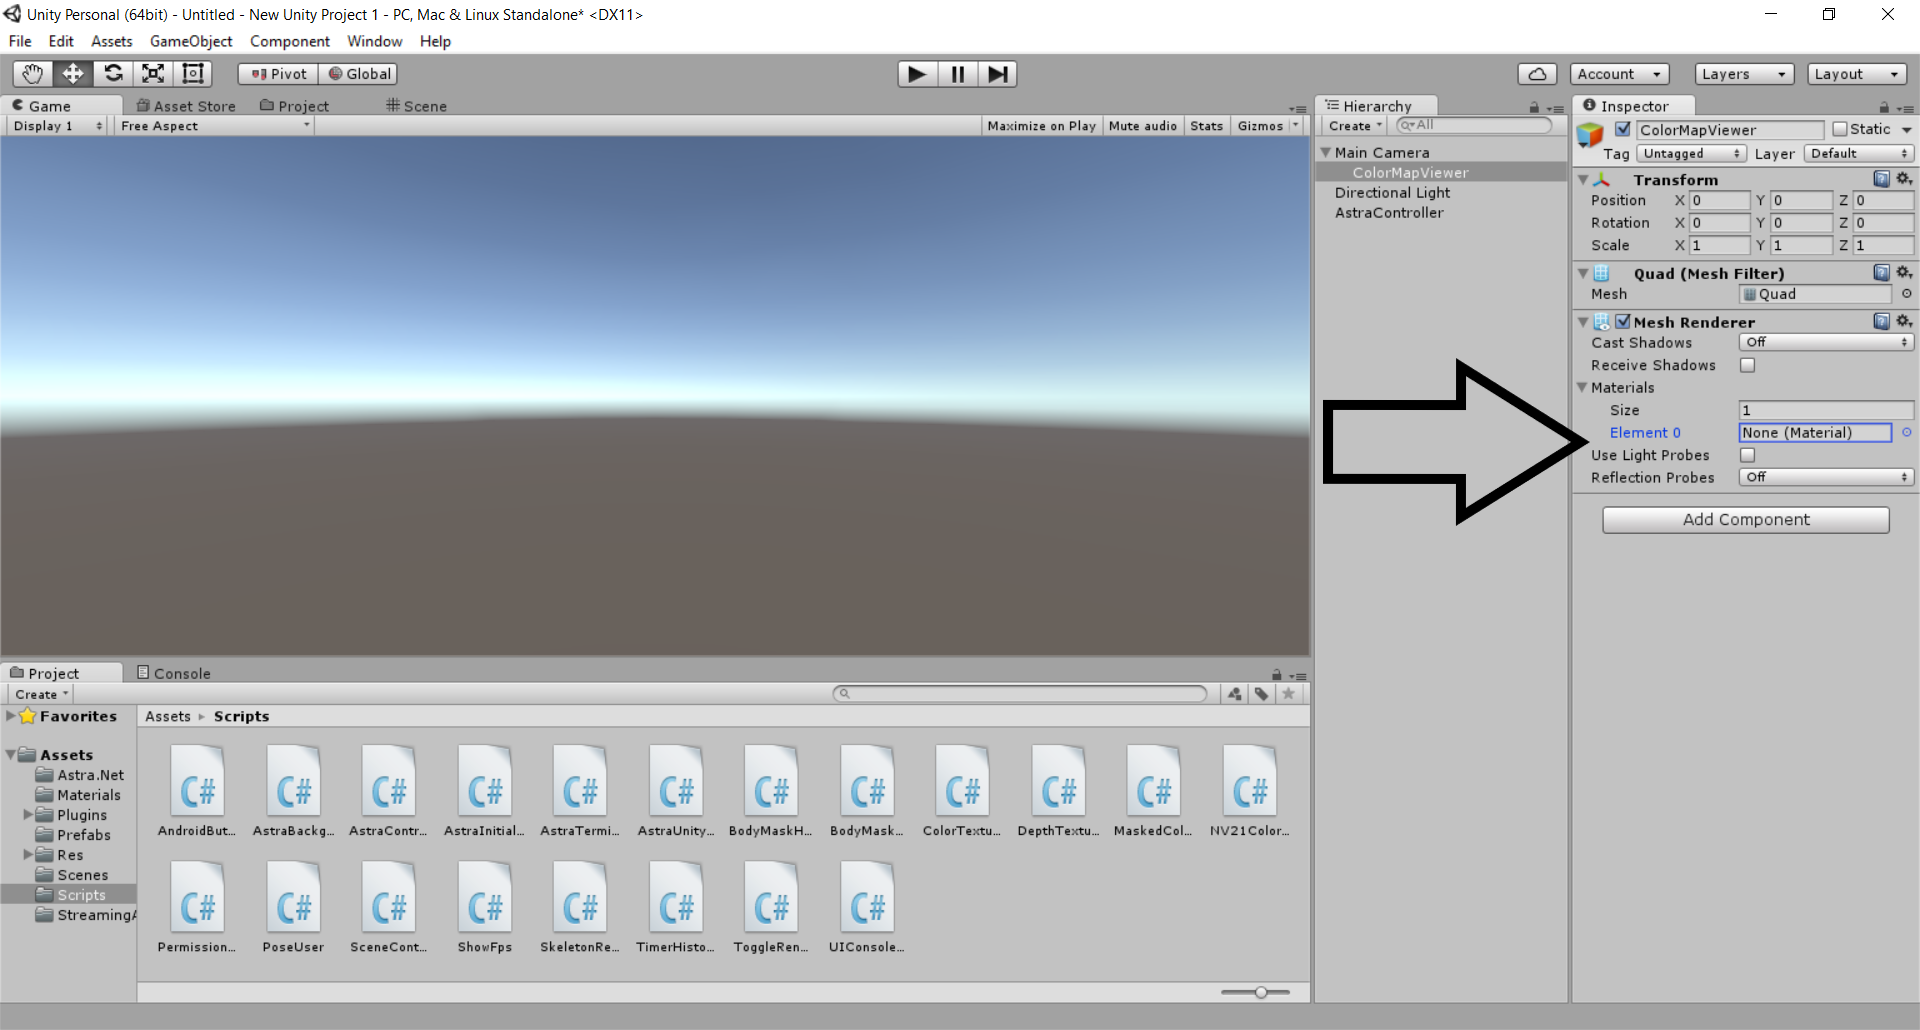 Unity Personal (64bit) - Untitled - New Unity Project 1 - PC, Mac & Linux Standalone* <DX11>
File Edit Assets GameObject Component Window Help
Pivot Global Account Layers Layout
Game Asset Store Project Scene
Display 1 Free Aspect Maximize on Play Mute audio Stats Gizmos
Hierarchy
Create All
Main Camera
ColorMapViewer
Directional Light
AstraController
Inspector
ColorMapViewer Static
Tag Untagged Layer Default
Transform
Position X 0 Y 0 Z 0
Rotation X 0 Y 0 Z 0
Scale X 1 Y 1 Z 1
Quad (Mesh Filter)
Mesh Quad
Mesh Renderer
Cast Shadows Off
Receive Shadows
Materials
Size 1
Element 0 None (Material)
Use Light Probes
Reflection Probes Off
Add Component
Project Console
Create
Favorites
Assets
Astra.Net
Materials
Plugins
Prefabs
Res
Scenes
Scripts
StreamingA
Assets Scripts
C# C# C# C# C# C# C# C# C# C# C# C#
AndroidBut... AstraBackg... AstraContr... AstraInitial... AstraTermi... AstraUnity... BodyMaskH... BodyMask... ColorTextu... DepthTextu... MaskedCol... NV21Color...
C# C# C# C# C# C# C# C#
Permission... PoseUser SceneCont... ShowFps SkeletonRe... TimerHisto... ToggleRen... UIConsole...